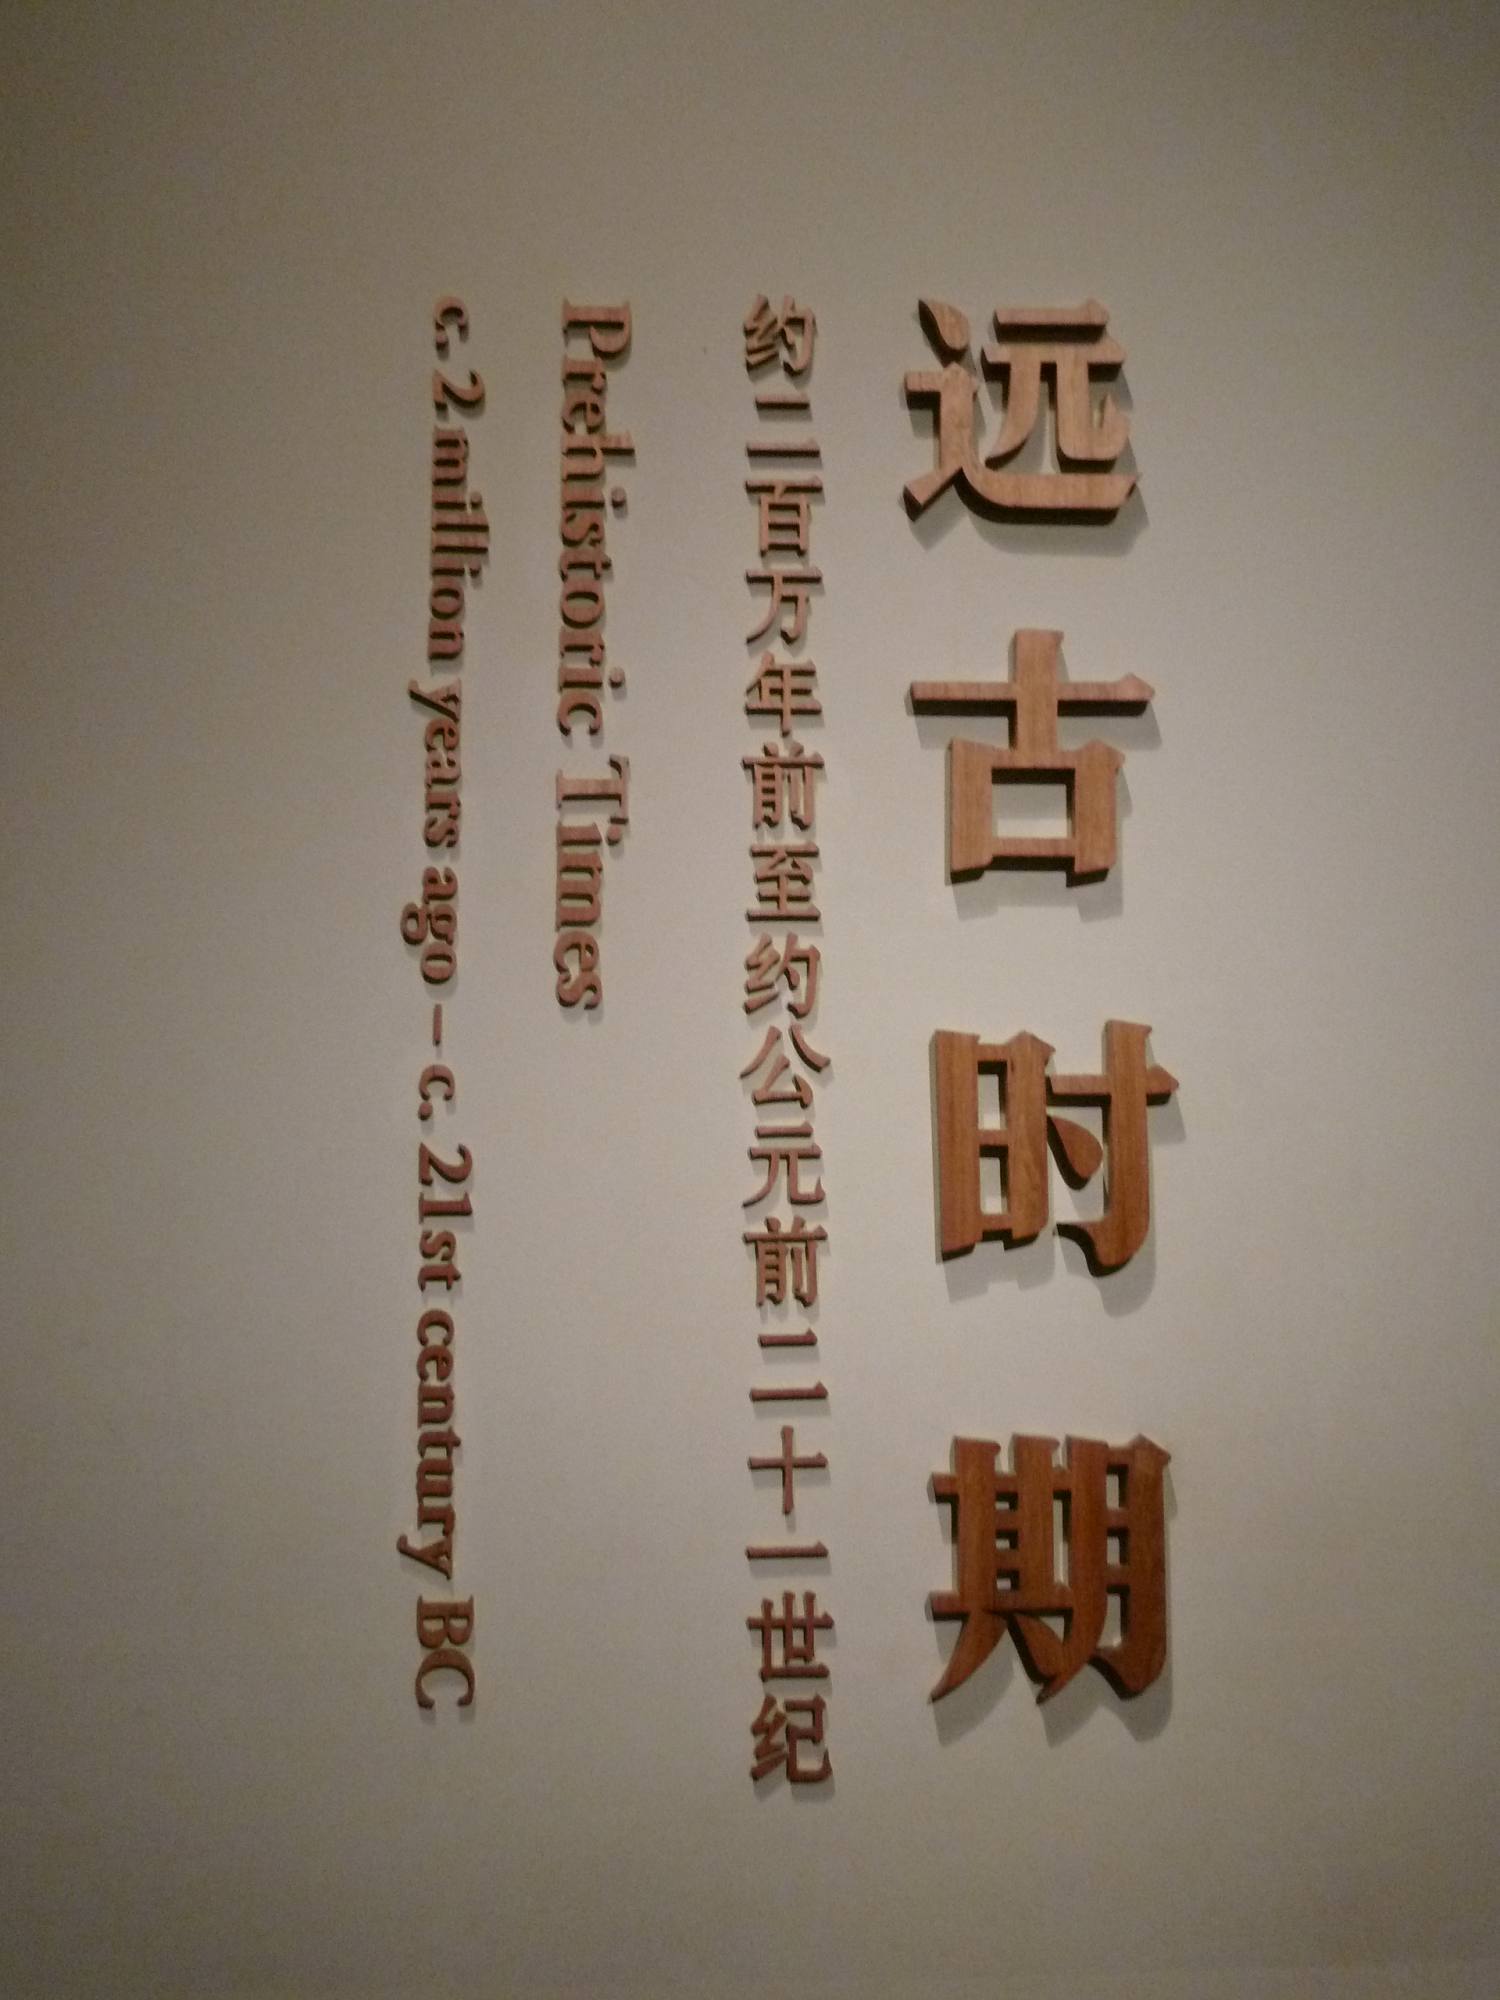 远古时期
约二百万年前至约公元前二十一世纪
Prehistoric Times
c. 2 million years ago – c. 21st century BC